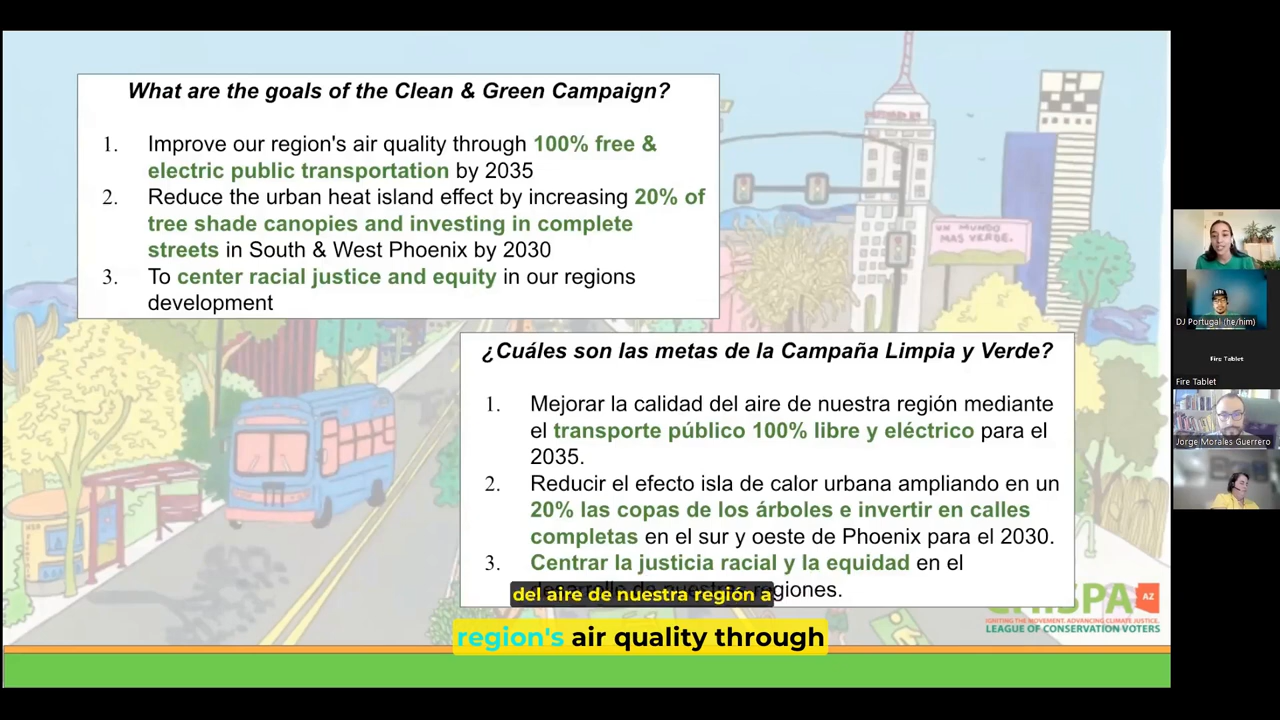 What are the goals of the Clean & Green Campaign?
1. Improve our region's air quality through 100% free &
electric public transportation by 2035
2. Reduce the urban heat island effect by increasing 20% of
tree shade canopies and investing in complete
streets in South & West Phoenix by 2030
3. To center racial justice and equity in our regions
development
UN MUNDO
MAS VERDE.
¿Cuáles son las metas de la Campaña Limpia y Verde?
1. Mejorar la calidad del aire de nuestra región mediante
el transporte público 100% libre y eléctrico para el
2035.
2. Reducir el efecto isla de calor urbana ampliando en un
20% las copas de los árboles e invertir en calles
completas en el sur y oeste de Phoenix para el 2030.
3. Centrar la justicia racial y la equidad en el
regiones.
del aire de nuestra región a
region's air quality through
CHISPA AZ
IGNITING THE MOVEMENT. ADVANCING CLIMATE JUSTICE.
LEAGUE OF CONSERVATION VOTERS
DJ Portugal (he/him)
Fire Tablet
Fire Tablet
Jorge Morales Guerrero